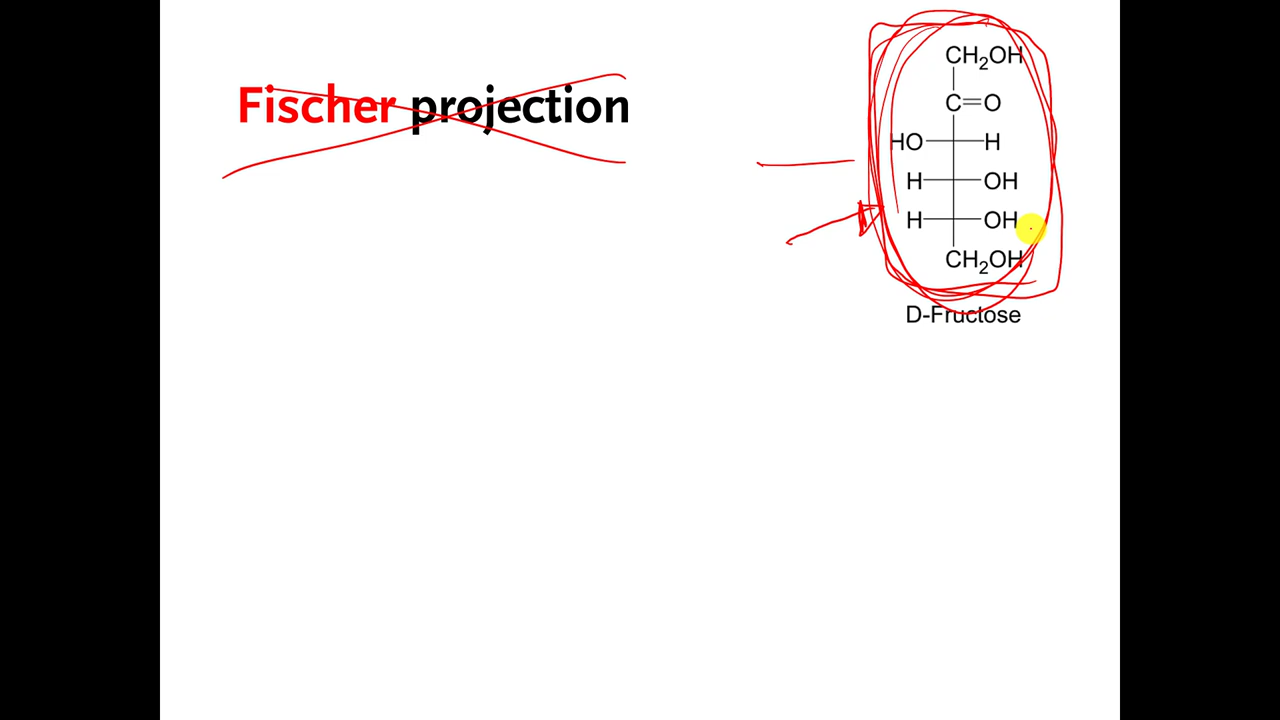 Fischer projection
CH₂OH
C=O
HO H
H OH
H OH
CH₂OH
D-Fructose